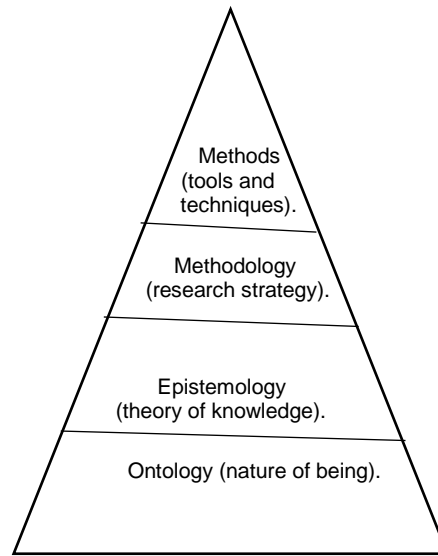 Methods
(tools and
techniques).
Methodology
(research strategy).
Epistemology
(theory of knowledge).
Ontology (nature of being).